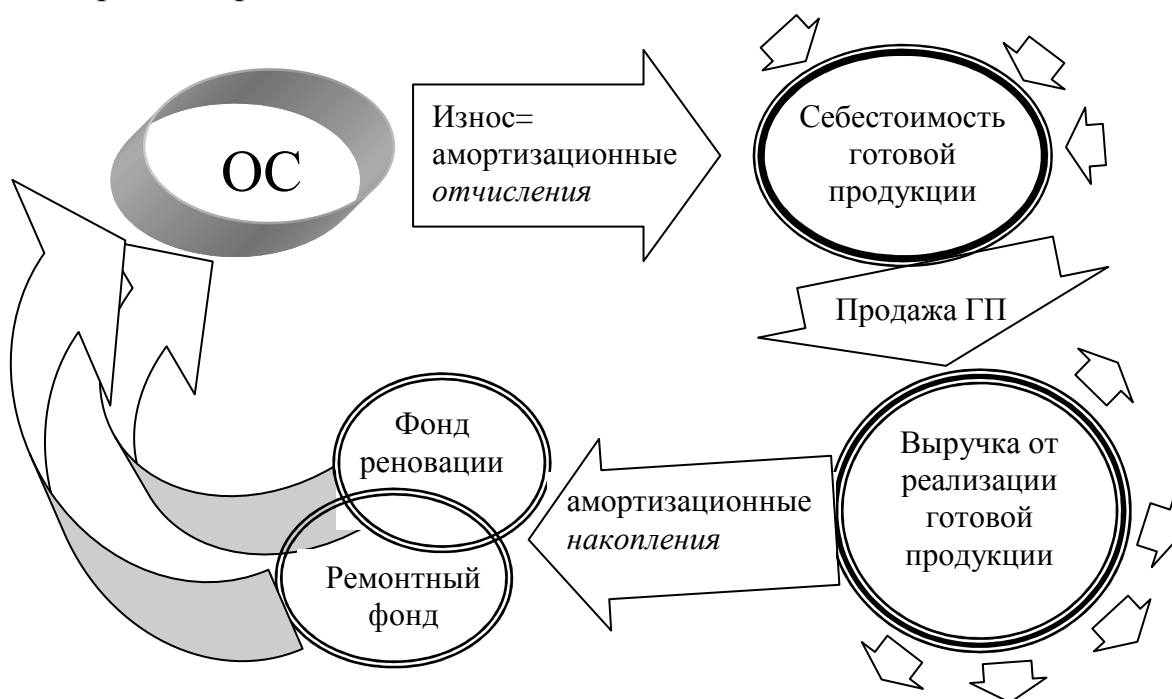 ОС
Износ=
амортизационные
отчисления
Себестоимость
готовой
продукции
Продажа ГП
Выручка от
реализации
готовой
продукции
амортизационные
накопления
Фонд
реновации
Ремонтный
фонд